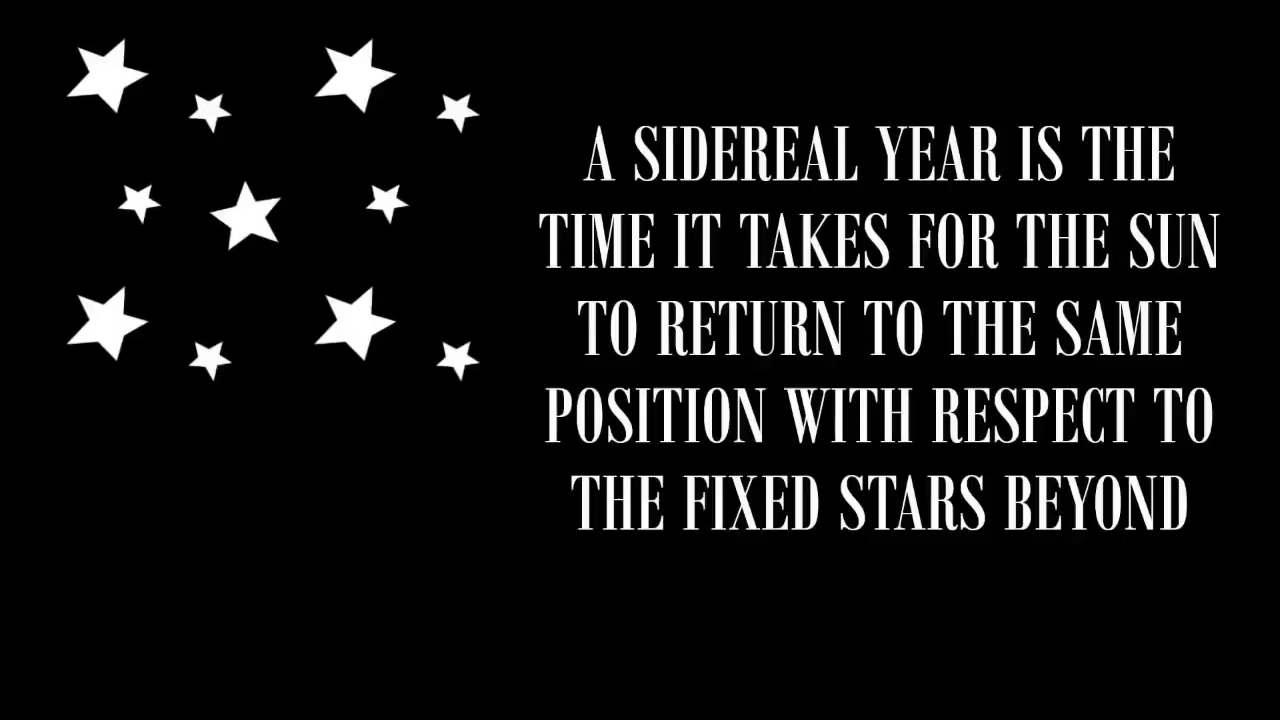 A SIDEREAL YEAR IS THE
TIME IT TAKES FOR THE SUN
TO RETURN TO THE SAME
POSITION WITH RESPECT TO
THE FIXED STARS BEYOND